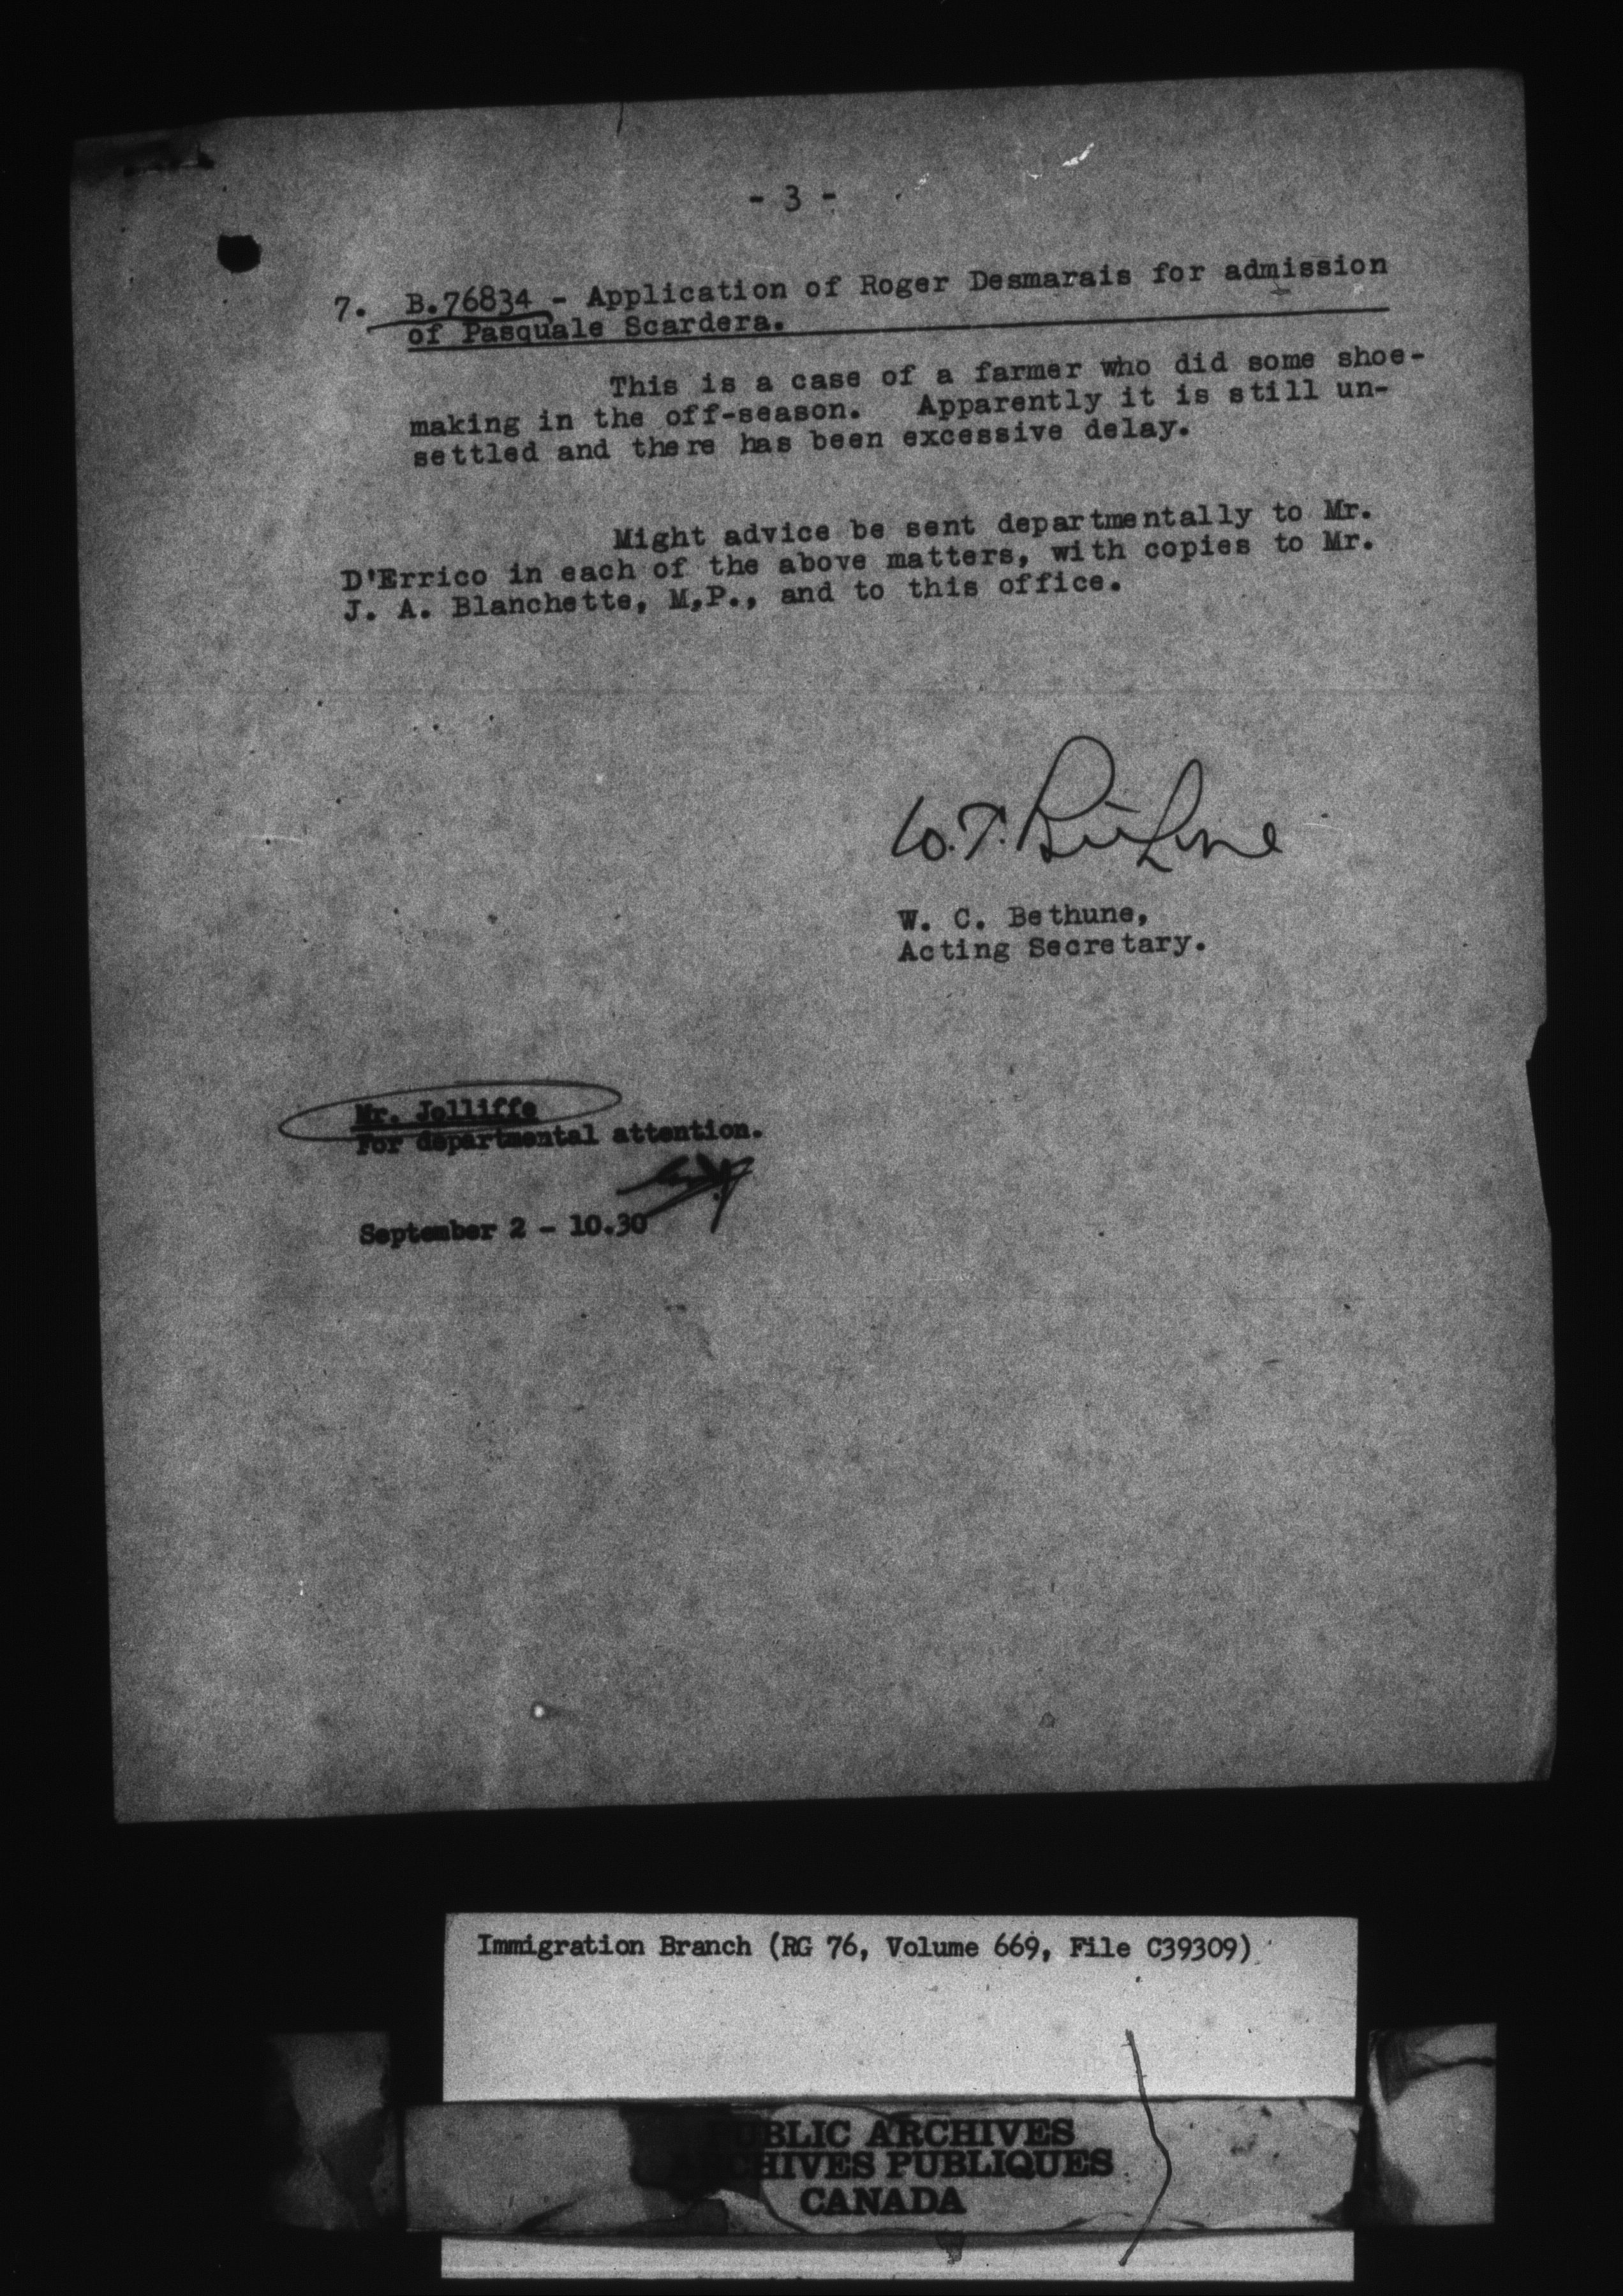 - 3 -
7. B.76834 - Application of Roger Desmarais for admission
of Pasquale Scardera.
This is a case of a farmer who did some shoe-
making in the off-season. Apparently it is still un-
settled and there has been excessive delay.
Might advice be sent departmentally to Mr.
D'Errico in each of the above matters, with copies to Mr.
J. A. Blanchette, M.P., and to this office.
W. C. Bethune,
Acting Secretary.
Mr. Jolliffe
For departmental attention.
September 2 - 10.30
Immigration Branch (RG 76, Volume 669, File C39309)
PUBLIC ARCHIVES
ARCHIVES PUBLIQUES
CANADA